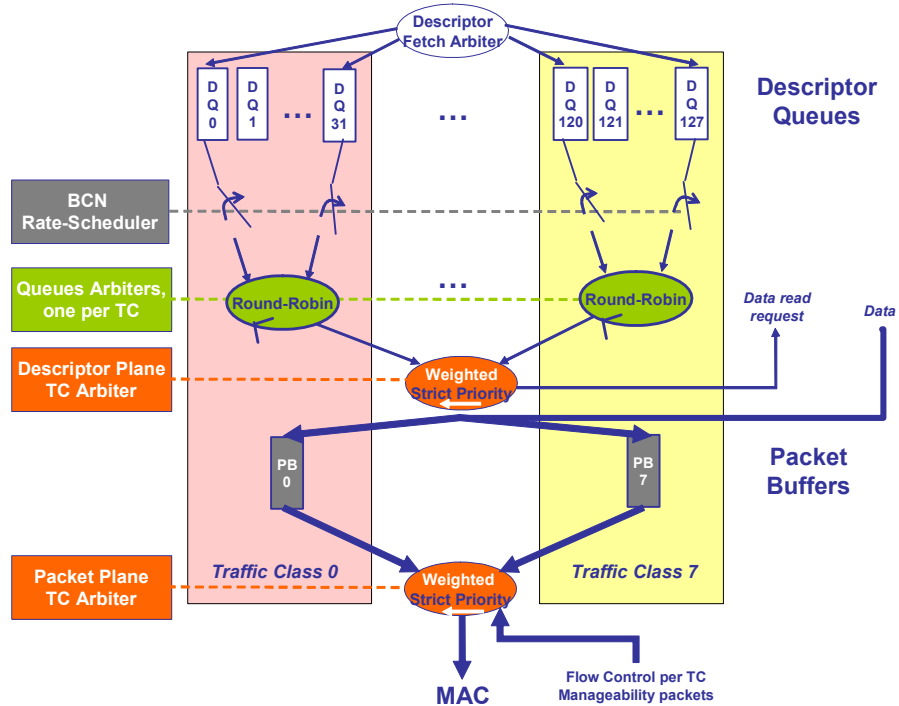 Descriptor
Fetch Arbiter
D
Q
0
D
Q
1
...
D
Q
31
...
D
Q
120
D
Q
121
...
D
Q
127
Descriptor
Queues
BCN
Rate-Scheduler
Queues Arbiters,
one per TC
Round-Robin
...
Round-Robin
Data read
request
Data
Descriptor Plane
TC Arbiter
Weighted
Strict Priority
PB
0
PB
7
Packet
Buffers
Packet Plane
TC Arbiter
Traffic Class 0
Weighted
Strict Priority
Traffic Class 7
MAC
Flow Control per TC
Manageability packets